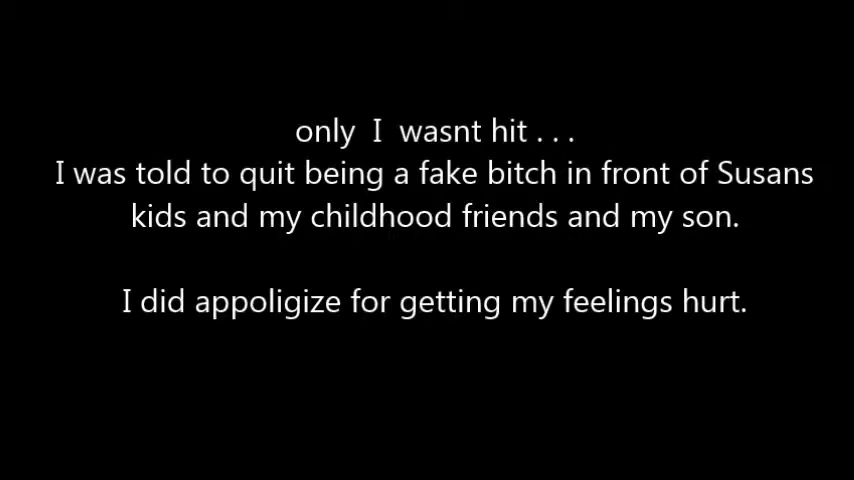 only I wasnt hit . . .
I was told to quit being a fake bitch in front of Susans
kids and my childhood friends and my son.
I did appoligize for getting my feelings hurt.